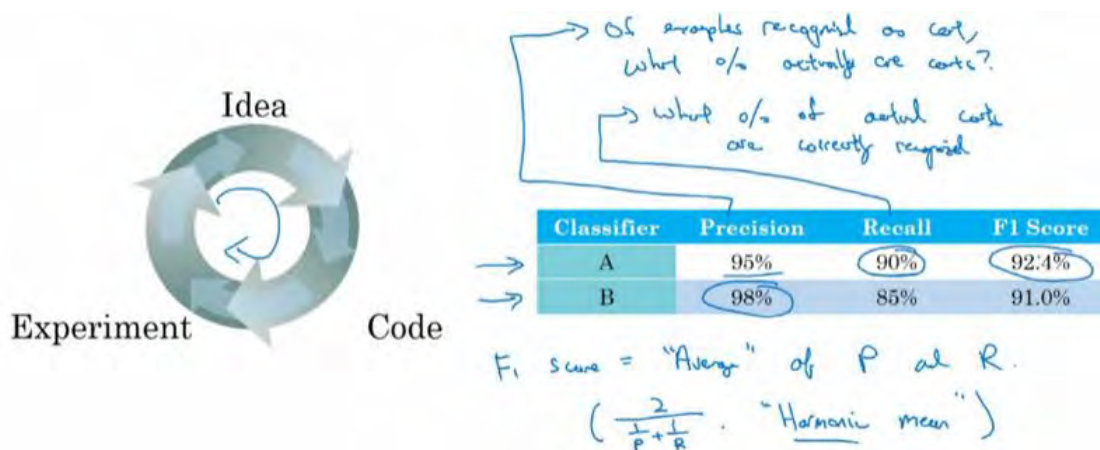 Of examples recognized as cat,
what % actually are cats?
what % of actual cats
are correctly recognized
Idea
Experiment
Code
Classifier Precision Recall F1 Score
A 95% 90% 92.4%
B 98% 85% 91.0%
F₁ score = "Average" of P and R.
( 2 / (1/P + 1/R) . "Harmonic mean" )